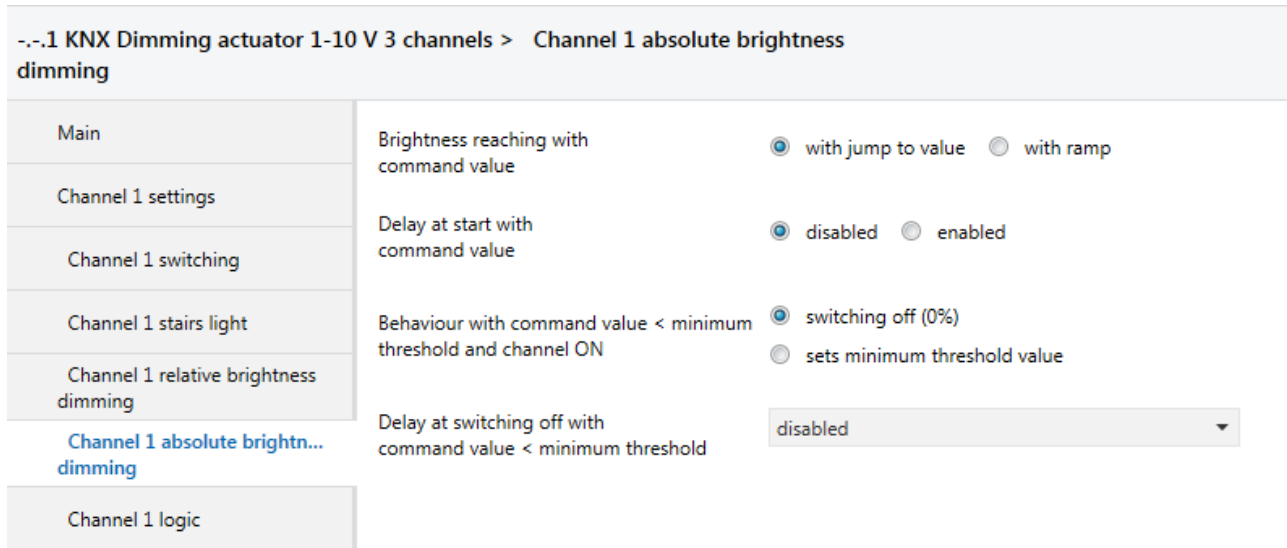 -.-.1 KNX Dimming actuator 1-10 V 3 channels >   Channel 1 absolute brightness
dimming
Main
Channel 1 settings
Channel 1 switching
Channel 1 stairs light
Channel 1 relative brightness
dimming
Channel 1 absolute brightn...
dimming
Channel 1 logic
Brightness reaching with
command value
with jump to value
with ramp
Delay at start with
command value
disabled
enabled
Behaviour with command value < minimum
threshold and channel ON
switching off (0%)
sets minimum threshold value
Delay at switching off with
command value < minimum threshold
disabled